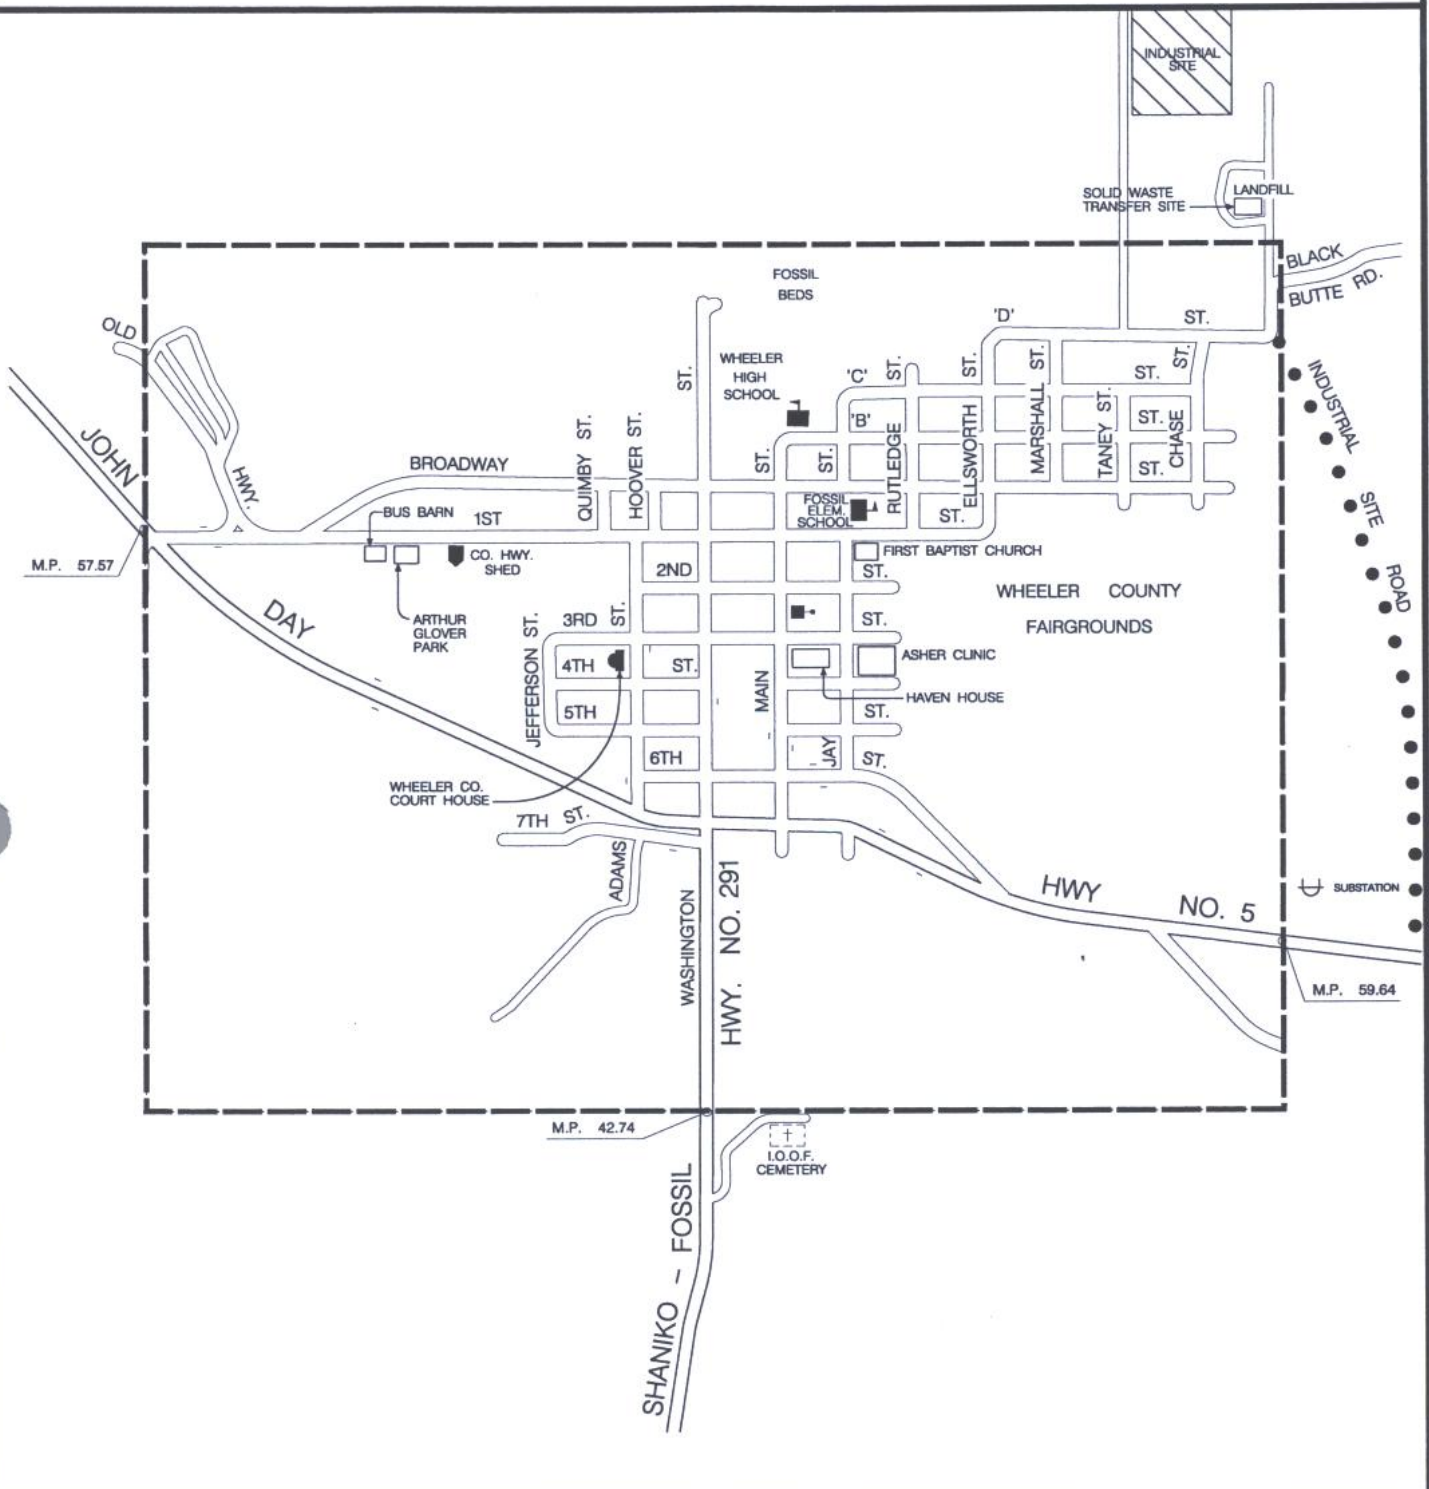 INDUSTRIAL
SITE
SOLID WASTE
TRANSFER SITE
LANDFILL
BLACK
BUTTE RD.
FOSSIL
BEDS
OLD
HWY.
'D' ST.
WHEELER
HIGH
SCHOOL
ST.
'C' ST.
'B' ST.
ST.
ST.
ST.
ST.
RUTLEDGE ST.
ELLSWORTH ST.
MARSHALL ST.
TANEY ST.
CHASE ST.
INDUSTRIAL SITE ROAD
JOHN DAY HWY NO. 5
BROADWAY
QUIMBY ST.
HOOVER ST.
1ST
BUS BARN
CO. HWY.
SHED
ARTHUR
GLOVER
PARK
FOSSIL
ELEM.
SCHOOL
FIRST BAPTIST CHURCH
M.P. 57.57
2ND ST.
WHEELER COUNTY
FAIRGROUNDS
3RD ST.
ST.
JEFFERSON ST.
4TH ST.
ASHER CLINIC
HAVEN HOUSE
MAIN
5TH ST.
JAY
6TH ST.
WHEELER CO.
COURT HOUSE
7TH ST.
ADAMS
WASHINGTON
HWY. NO. 291
SUBSTATION
M.P. 59.64
M.P. 42.74
I.O.O.F.
CEMETERY
SHANIKO - FOSSIL